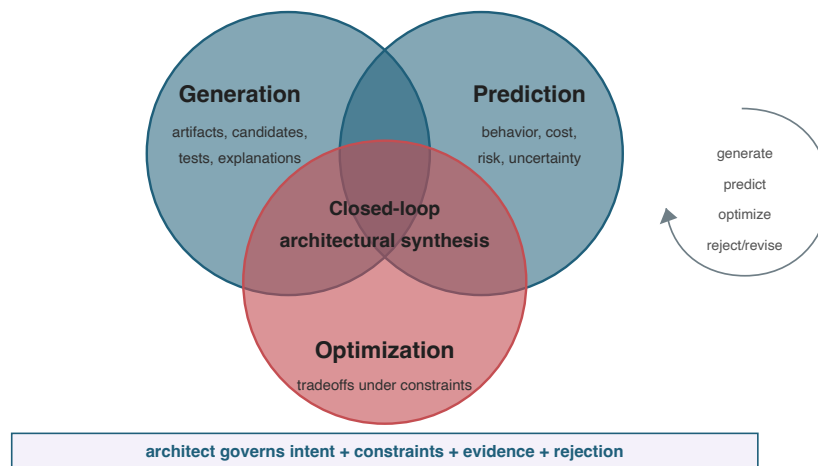 Generation
artifacts, candidates,
tests, explanations
Prediction
behavior, cost,
risk, uncertainty
Closed-loop
architectural synthesis
Optimization
tradeoffs under constraints
generate
predict
optimize
reject/revise
architect governs intent + constraints + evidence + rejection